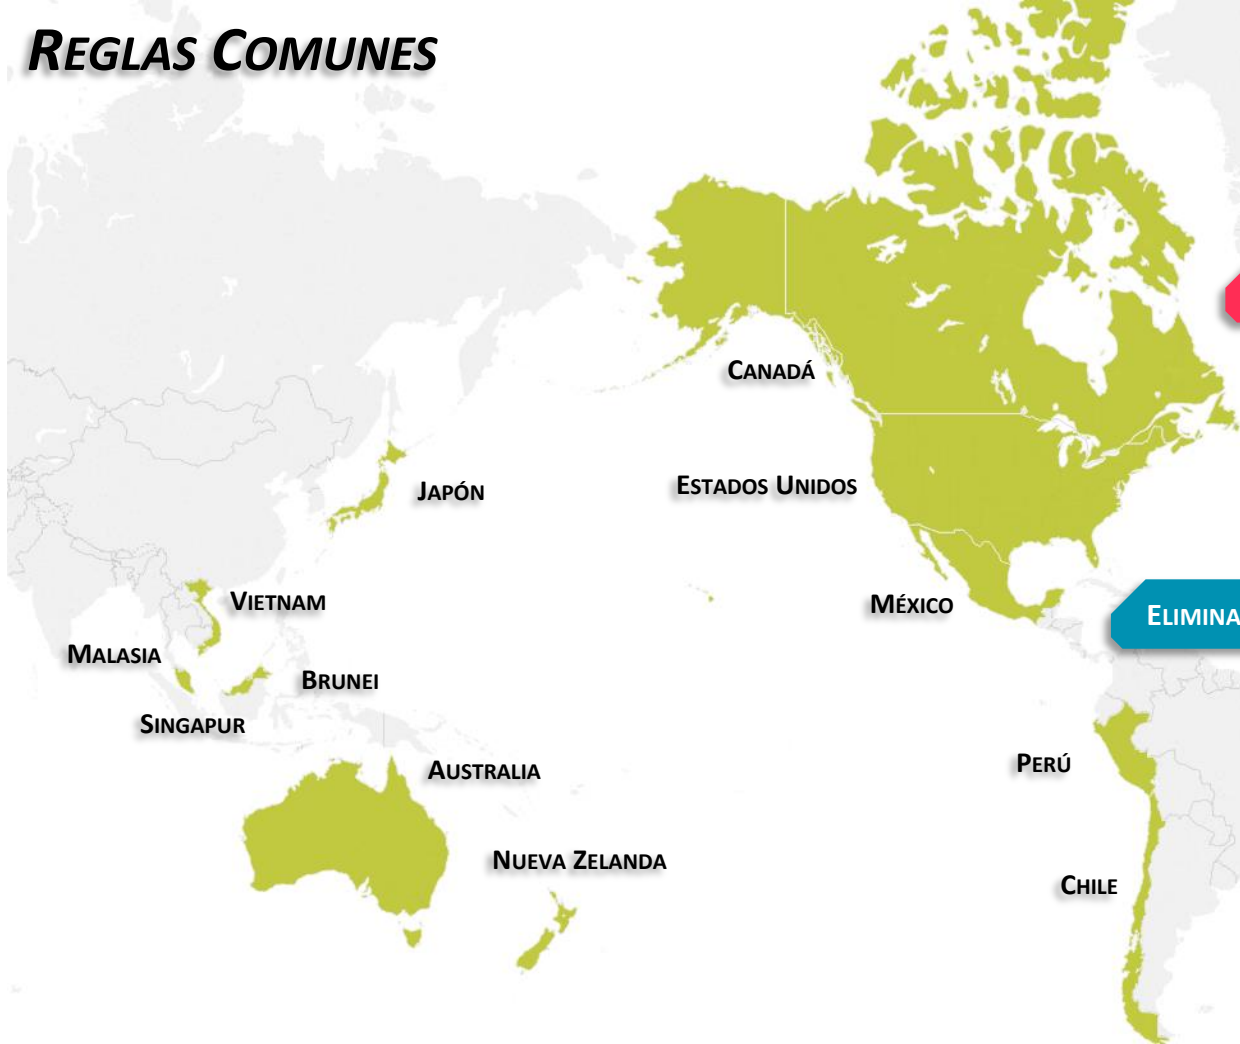 REGLAS COMUNES
CANADÁ
JAPÓN
ESTADOS UNIDOS
VIETNAM
MÉXICO
ELIMINA
MALASIA
BRUNEI
SINGAPUR
AUSTRALIA
PERÚ
NUEVA ZELANDA
CHILE